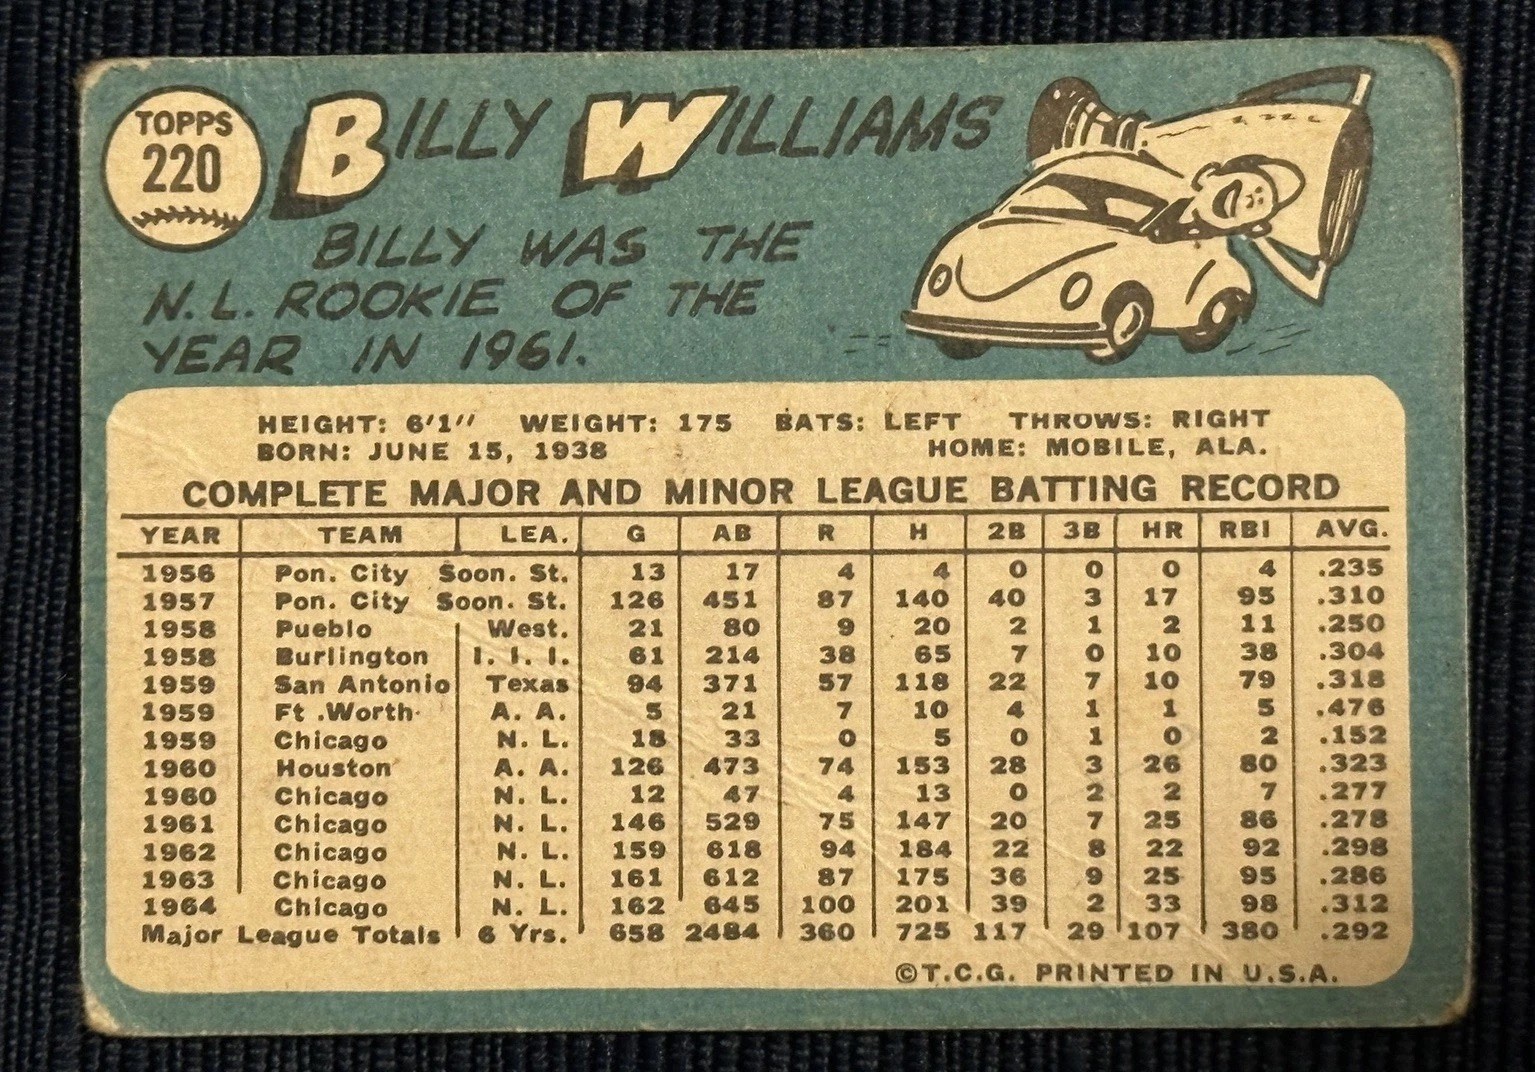 TOPPS
220
BILLY WILLIAMS
BILLY WAS THE
N.L. ROOKIE OF THE
YEAR IN 1961.
HEIGHT: 6'1" WEIGHT: 175 BATS: LEFT THROWS: RIGHT
BORN: JUNE 15, 1938 HOME: MOBILE, ALA.
COMPLETE MAJOR AND MINOR LEAGUE BATTING RECORD
YEAR TEAM LEA. G AB R H 2B 3B HR RBI AVG.
1956 Pon. City Soon. St. 13 17 4 4 0 0 0 4 .235
1957 Pon. City Soon. St. 126 451 87 140 40 3 17 95 .310
1958 Pueblo West. 21 80 9 20 2 1 2 11 .250
1958 Burlington I. I. I. 61 214 38 65 7 0 10 38 .304
1959 San Antonio Texas 94 371 57 118 22 7 10 79 .318
1959 Ft .Worth A. A. 5 21 7 10 4 1 1 5 .476
1959 Chicago N. L. 18 33 0 5 0 1 0 2 .152
1960 Houston A. A. 126 473 74 153 28 3 26 80 .323
1960 Chicago N. L. 12 47 4 13 0 2 2 7 .277
1961 Chicago N. L. 146 529 75 147 20 7 25 86 .278
1962 Chicago N. L. 159 618 94 184 22 8 22 92 .298
1963 Chicago N. L. 161 612 87 175 36 9 25 95 .286
1964 Chicago N. L. 162 645 100 201 39 2 33 98 .312
Major League Totals 6 Yrs. 658 2484 360 725 117 29 107 380 .292
©T.C.G. PRINTED IN U.S.A.